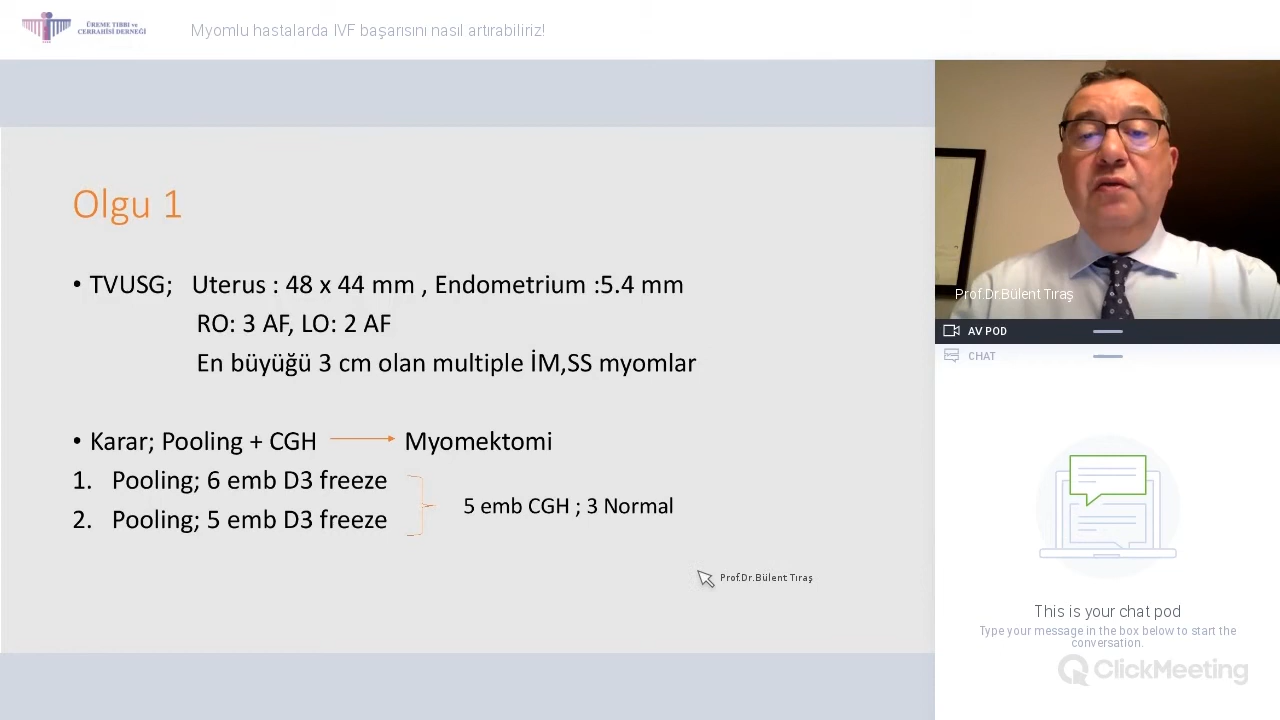 ÜREME TIBBI ve
CERRAHİSİ DERNEĞİ
Myomlu hastalarda IVF başarısını nasıl artırabiliriz!
Olgu 1
• TVUSG; Uterus : 48 x 44 mm , Endometrium :5.4 mm
RO: 3 AF, LO: 2 AF
En büyüğü 3 cm olan multiple İM,SS myomlar
• Karar; Pooling + CGH Myomektomi
1. Pooling; 6 emb D3 freeze
2. Pooling; 5 emb D3 freeze
5 emb CGH ; 3 Normal
Prof.Dr.Bülent Tıraş
Prof.Dr.Bülent Tıraş
AV POD
CHAT
This is your chat pod
Type your message in the box below to start the
conversation.
ClickMeeting